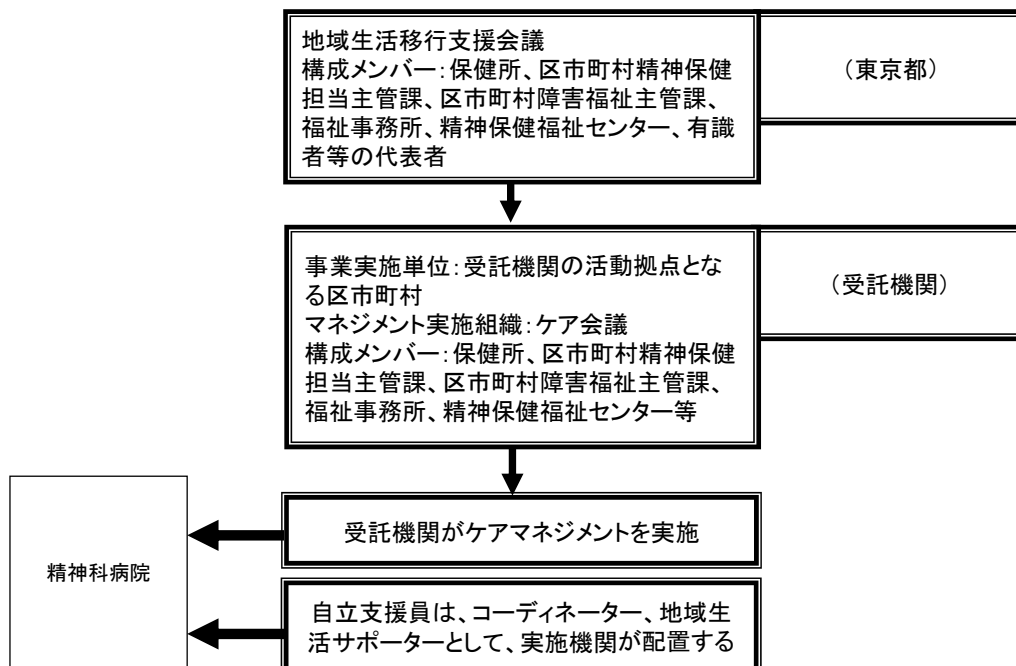 地域生活移行支援会議
構成メンバー：保健所、区市町村精神保健
担当主管課、区市町村障害福祉主管課、
福祉事務所、精神保健福祉センター、有識
者等の代表者
（東京都）
事業実施単位：受託機関の活動拠点とな
る区市町村
マネジメント実施組織：ケア会議
構成メンバー：保健所、区市町村精神保健
担当主管課、区市町村障害福祉主管課、
福祉事務所、精神保健福祉センター等
（受託機関）
受託機関がケアマネジメントを実施
精神科病院
自立支援員は、コーディネーター、地域生
活サポーターとして、実施機関が配置する